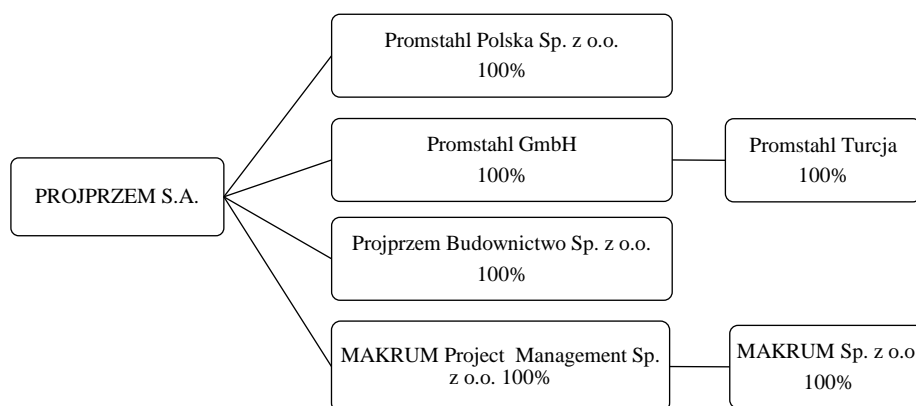 Promstahl Polska Sp. z o.o.
100%
Promstahl GmbH
100%
Promstahl Turcja
100%
PROJPRZEM S.A.
Projprzem Budownictwo Sp. z o.o.
100%
MAKRUM Project Management Sp.
z o.o. 100%
MAKRUM Sp. z o.o
100%